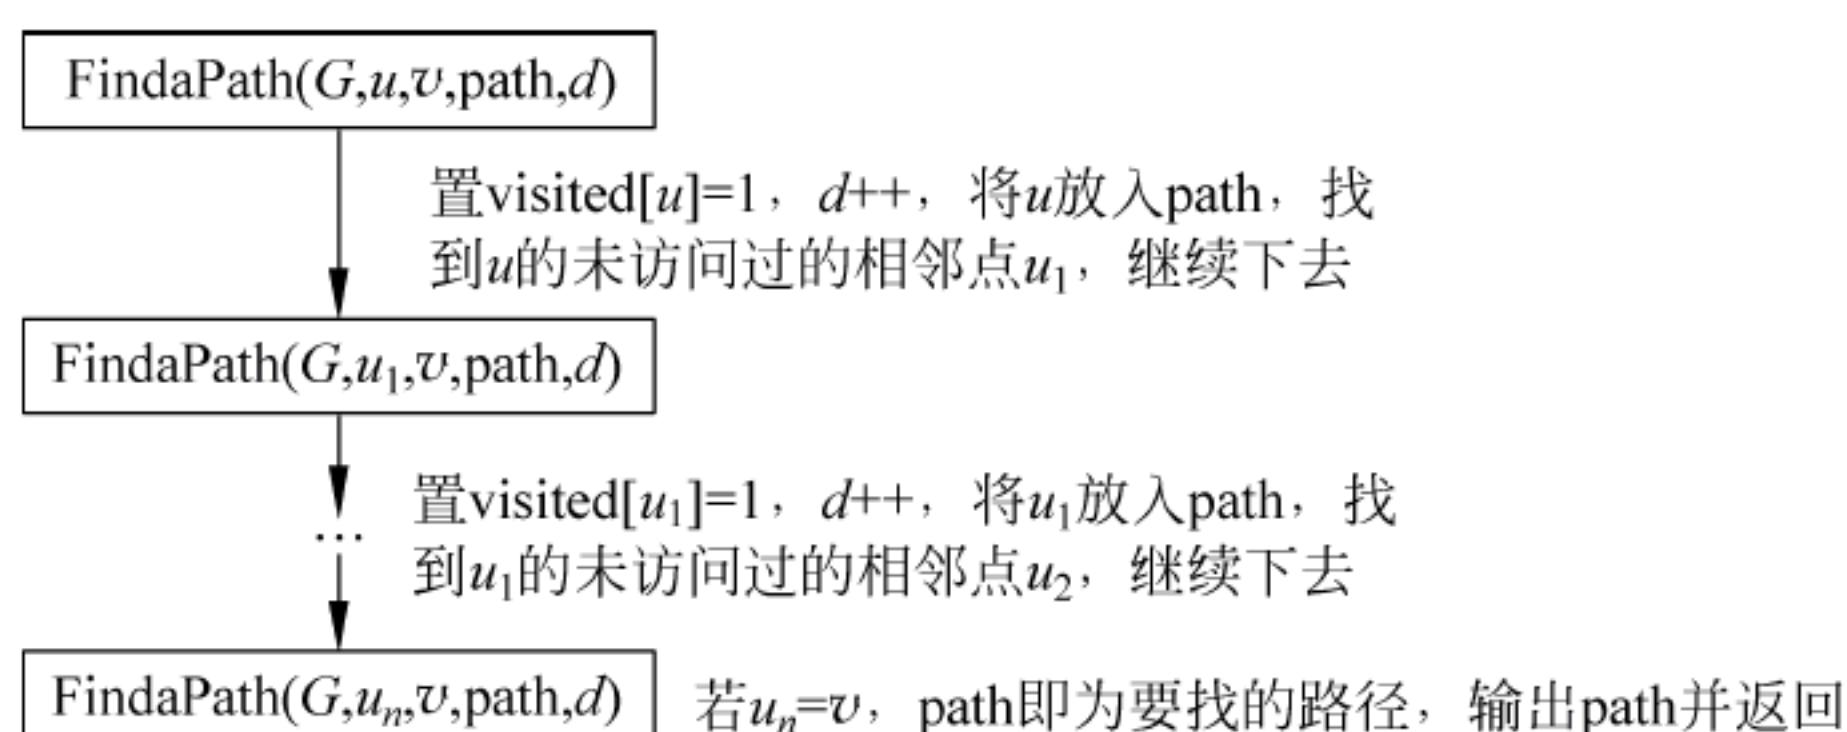 FindaPath(G,u,v,path,d)
置visited[u]=1，d++，将u放入path，找
到u的未访问过的相邻点u₁，继续下去
FindaPath(G,u₁,v,path,d)
置visited[u₁]=1，d++，将u₁放入path，找
…
到u₁的未访问过的相邻点u₂，继续下去
FindaPath(G,uₙ,v,path,d)
若uₙ=v，path即为要找的路径，输出path并返回